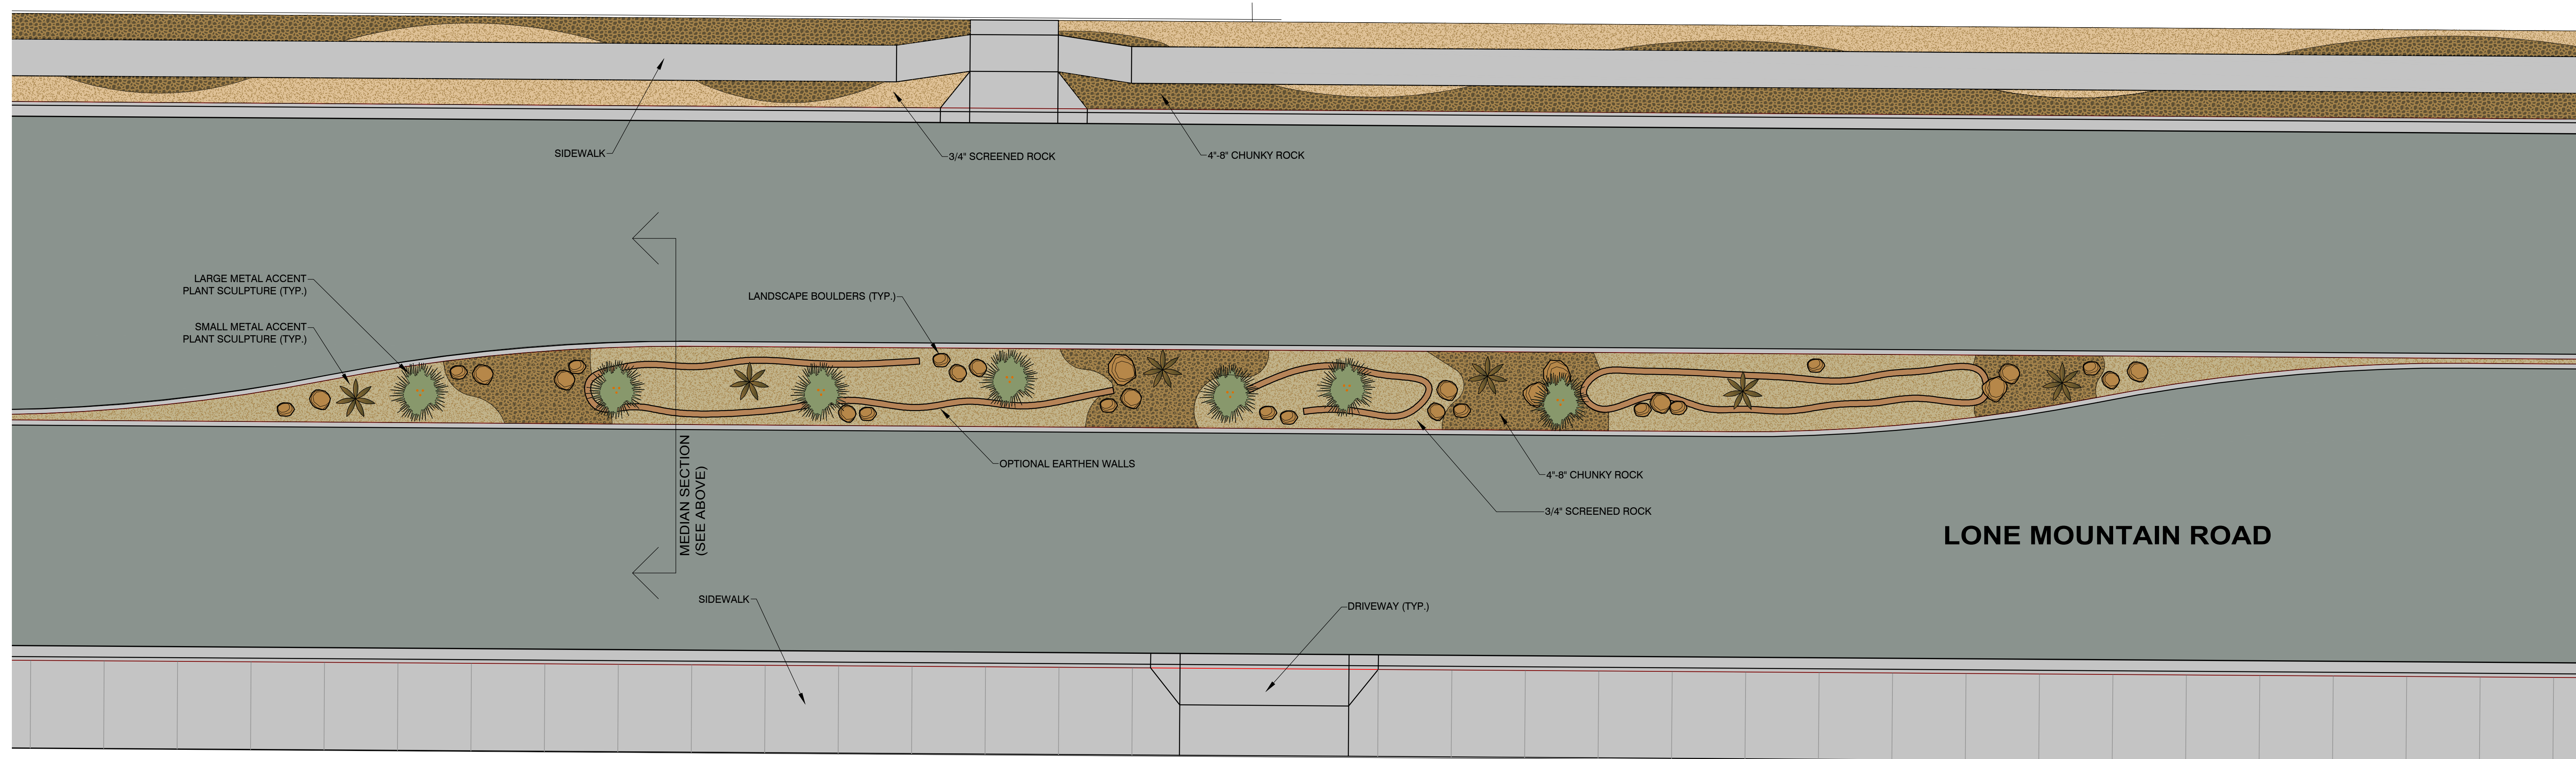 SIDEWALK
3/4" SCREENED ROCK
4"-8" CHUNKY ROCK
LARGE METAL ACCENT
PLANT SCULPTURE (TYP.)
SMALL METAL ACCENT
PLANT SCULPTURE (TYP.)
LANDSCAPE BOULDERS (TYP.)
MEDIAN SECTION
(SEE ABOVE)
OPTIONAL EARTHEN WALLS
4"-8" CHUNKY ROCK
3/4" SCREENED ROCK
LONE MOUNTAIN ROAD
SIDEWALK
DRIVEWAY (TYP.)